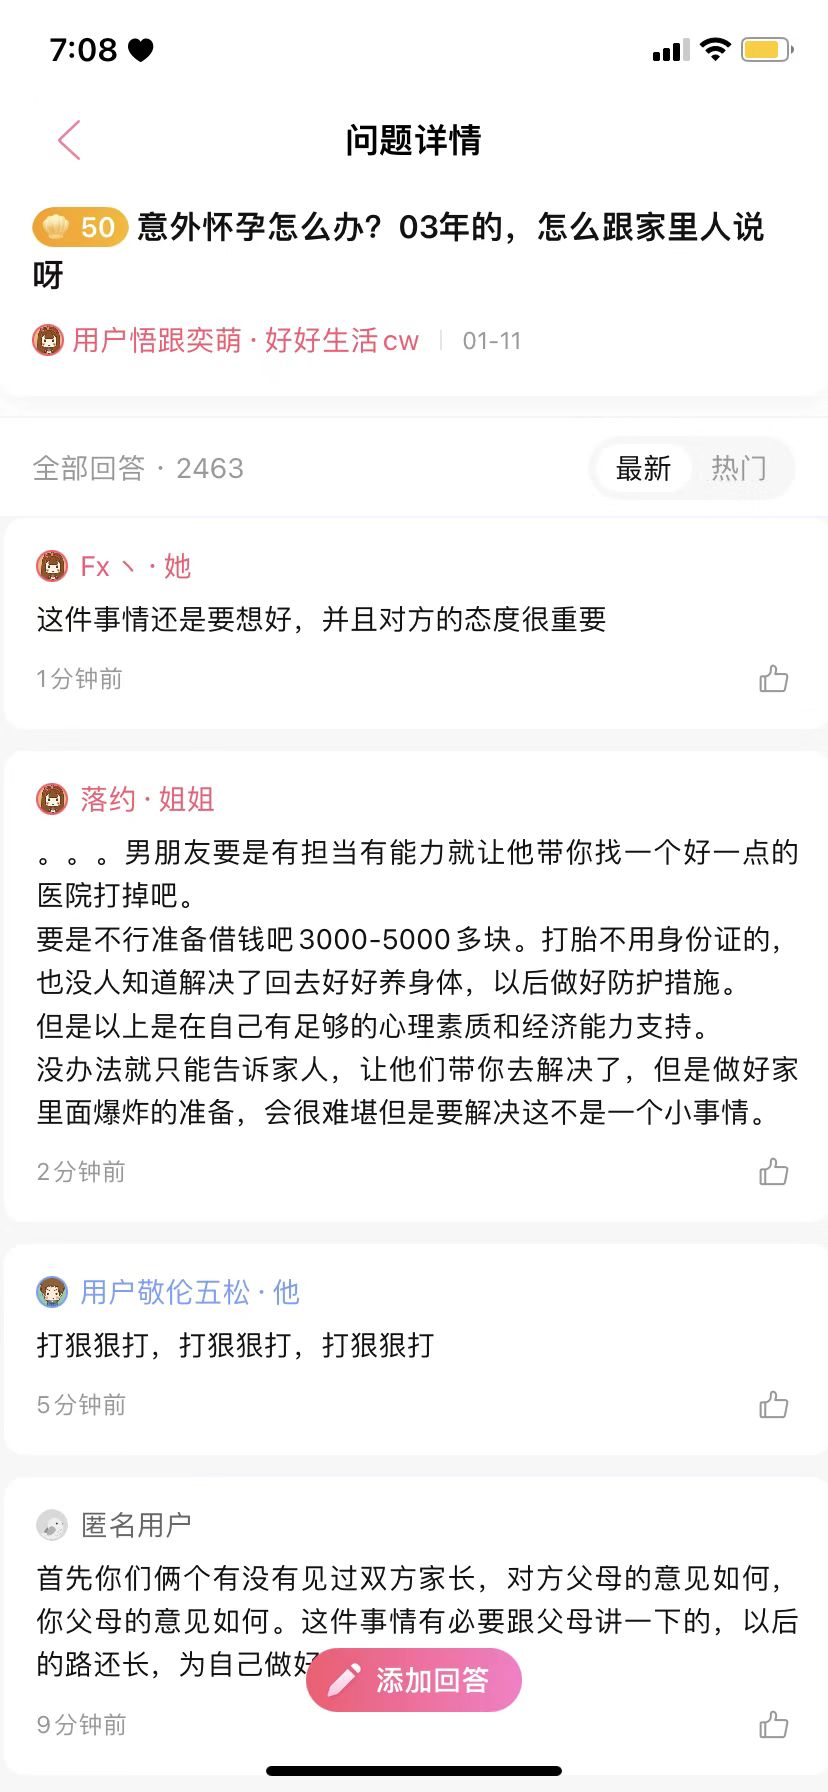 7:08
问题详情
50 意外怀孕怎么办？03年的，怎么跟家里人说
呀
用户悟跟奕萌 · 好好生活cw 01-11
全部回答 · 2463
最新 热门
Fx丶 · 她
这件事情还是要想好，并且对方的态度很重要
1分钟前
落约 · 姐姐
。。。男朋友要是有担当有能力就让他带你找一个好一点的
医院打掉吧。
要是不行准备借钱吧3000-5000多块。打胎不用身份证的，
也没人知道解决了回去好好养身体，以后做好防护措施。
但是以上是在自己有足够的心理素质和经济能力支持。
没办法就只能告诉家人，让他们带你去解决了，但是做好家
里面爆炸的准备，会很难堪但是要解决这不是一个小事情。
2分钟前
用户敬伦五松 · 他
打狠狠打，打狠狠打，打狠狠打
5分钟前
匿名用户
首先你们俩个有没有见过双方家长，对方父母的意见如何，
你父母的意见如何。这件事情有必要跟父母讲一下的，以后
的路还长，为自己做好
添加回答
9分钟前